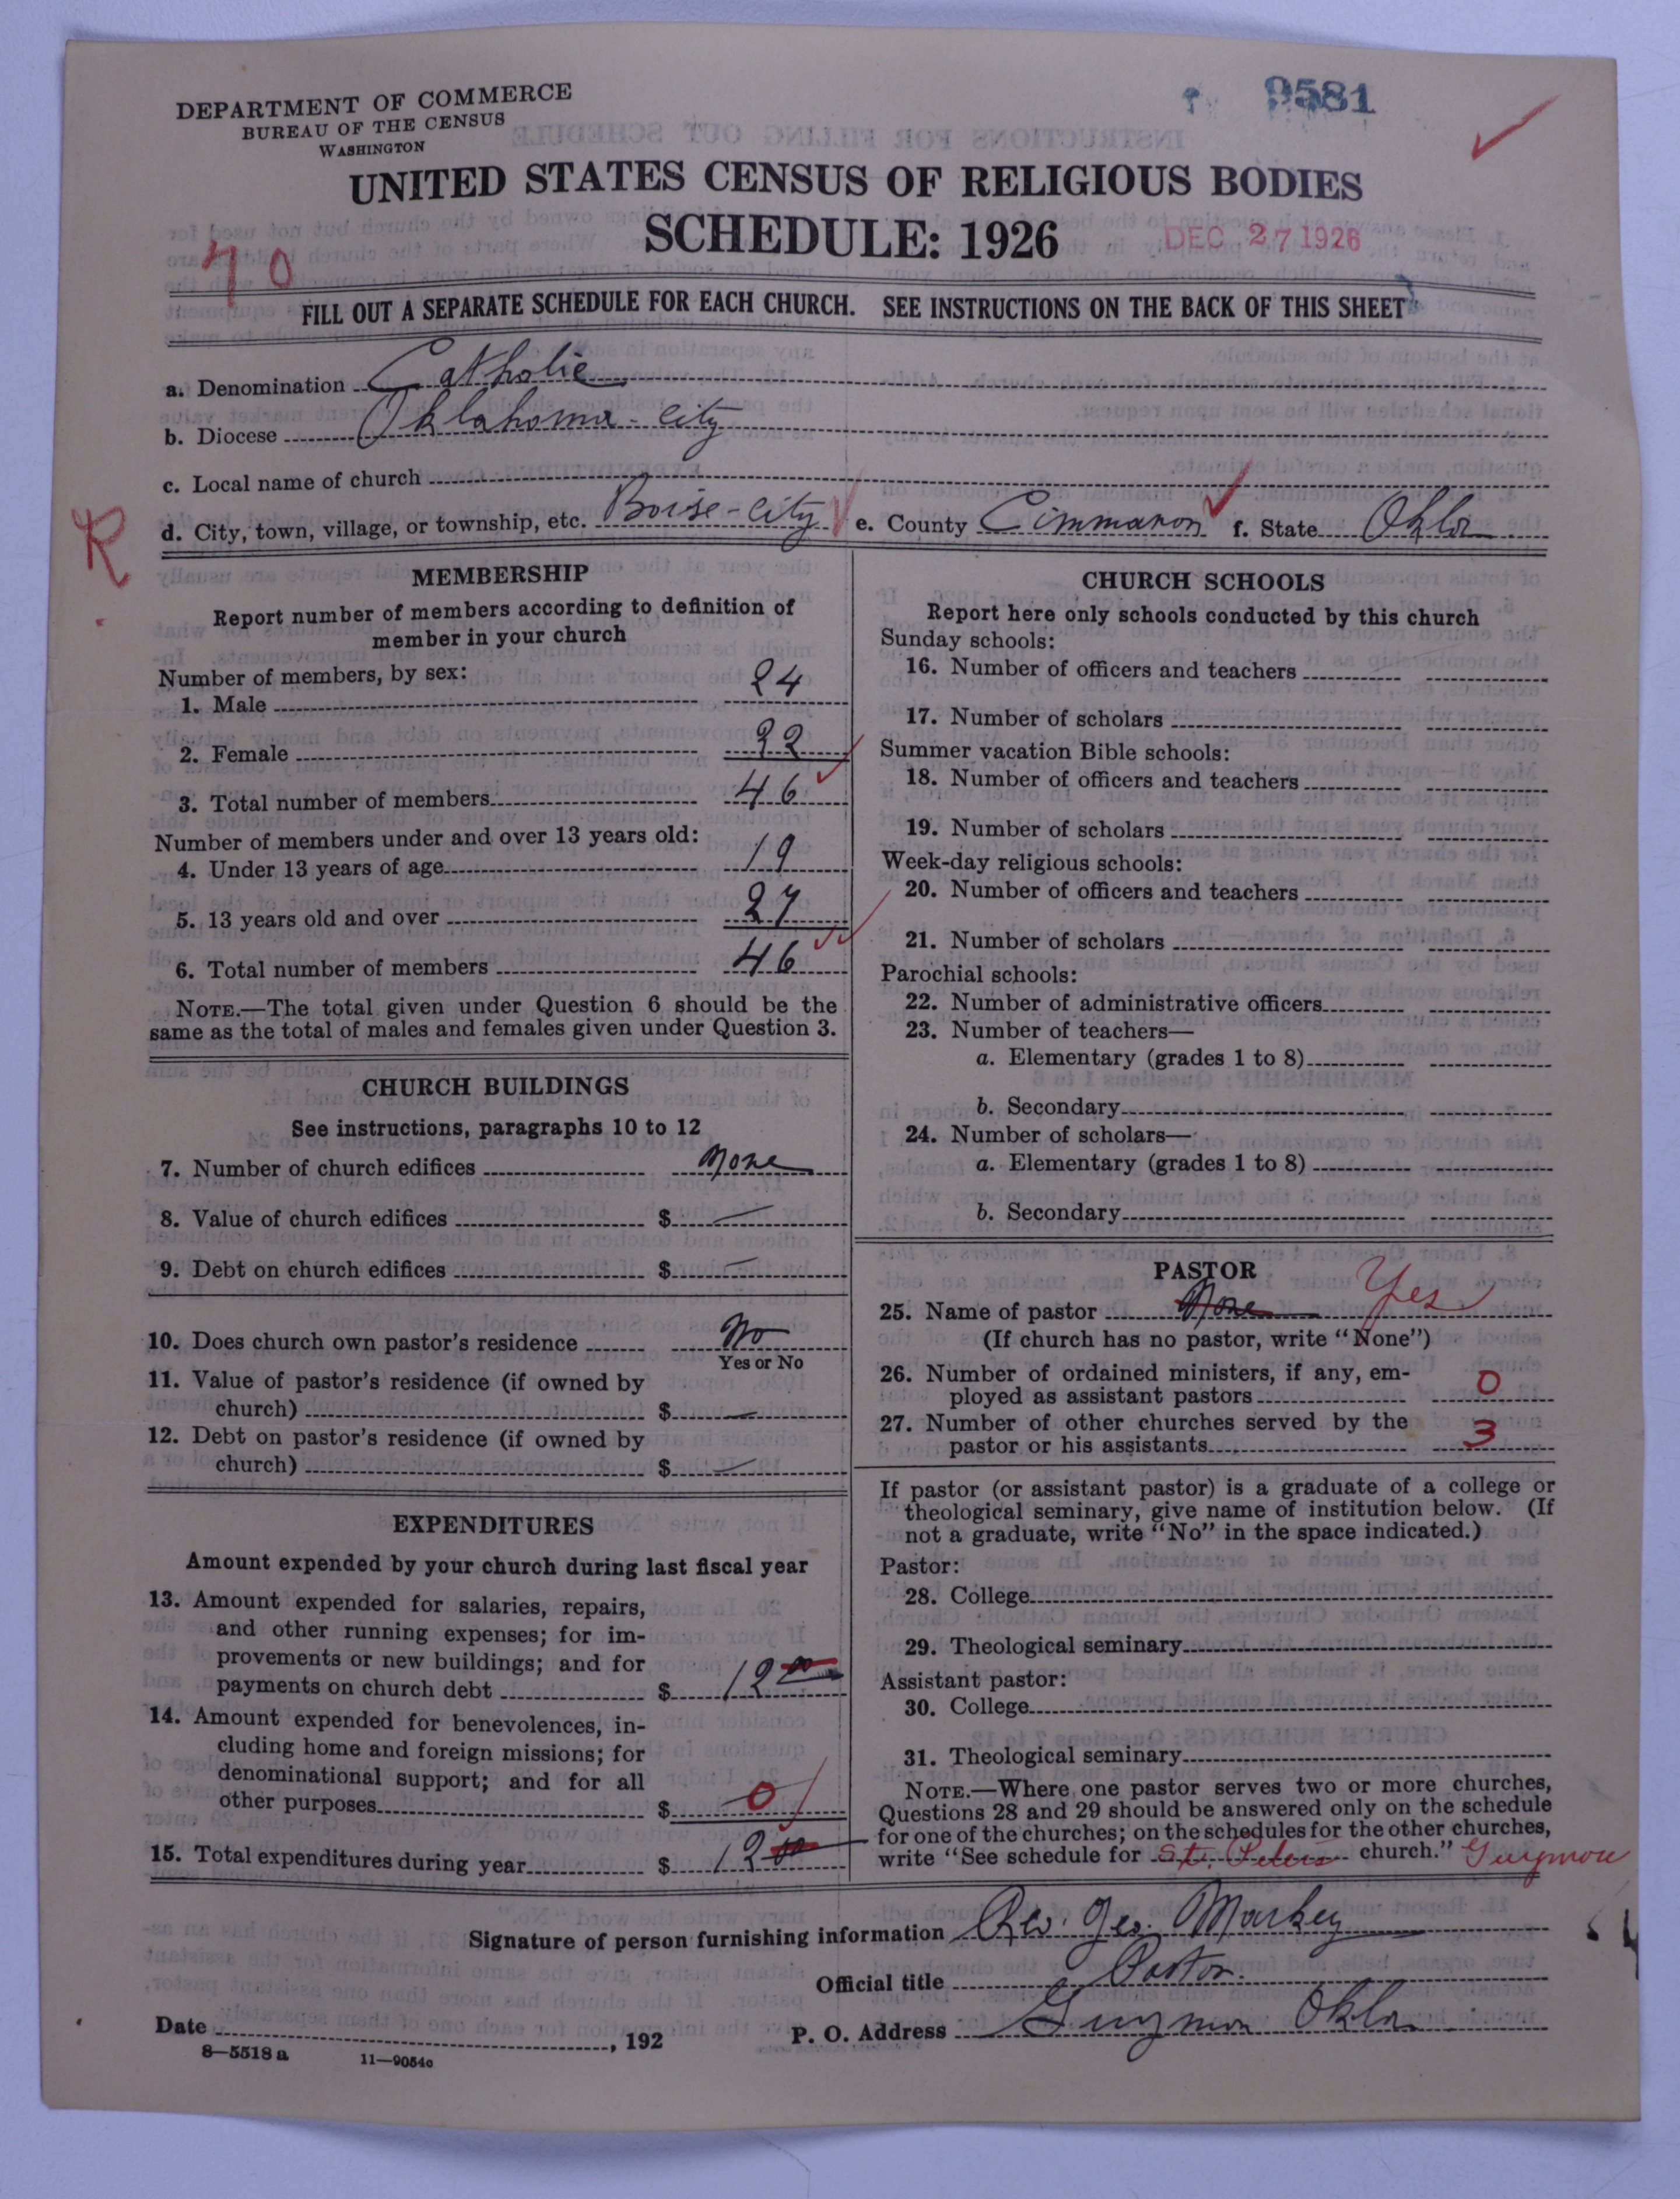 DEPARTMENT OF COMMERCE
BUREAU OF THE CENSUS
WASHINGTON
9581
UNITED STATES CENSUS OF RELIGIOUS BODIES
SCHEDULE: 1926
DEC 27 1926
70
FILL OUT A SEPARATE SCHEDULE FOR EACH CHURCH. SEE INSTRUCTIONS ON THE BACK OF THIS SHEET
a. Denomination Catholic
b. Diocese Oklahoma-city
c. Local name of church
R
d. City, town, village, or township, etc. Boise-city e. County Cimmaron f. State Okla
MEMBERSHIP
Report number of members according to definition of
member in your church
Number of members, by sex:
1. Male 24
2. Female 22
3. Total number of members 46
Number of members under and over 13 years old:
4. Under 13 years of age 19
5. 13 years old and over 27
6. Total number of members 46
NOTE.—The total given under Question 6 should be the
same as the total of males and females given under Question 3.
CHURCH BUILDINGS
See instructions, paragraphs 10 to 12
7. Number of church edifices None
8. Value of church edifices $ —
9. Debt on church edifices $ —
10. Does church own pastor's residence No
Yes or No
11. Value of pastor's residence (if owned by
church) $ —
12. Debt on pastor's residence (if owned by
church) $ —
EXPENDITURES
Amount expended by your church during last fiscal year
13. Amount expended for salaries, repairs,
and other running expenses; for im-
provements or new buildings; and for
payments on church debt $ 12 00
14. Amount expended for benevolences, in-
cluding home and foreign missions; for
denominational support; and for all
other purposes $ 0
15. Total expenditures during year $ 12 00
CHURCH SCHOOLS
Report here only schools conducted by this church
Sunday schools:
16. Number of officers and teachers
17. Number of scholars
Summer vacation Bible schools:
18. Number of officers and teachers
19. Number of scholars
Week-day religious schools:
20. Number of officers and teachers
21. Number of scholars
Parochial schools:
22. Number of administrative officers
23. Number of teachers—
a. Elementary (grades 1 to 8)
b. Secondary
24. Number of scholars—
a. Elementary (grades 1 to 8)
b. Secondary
PASTOR
25. Name of pastor None Yes
(If church has no pastor, write "None")
26. Number of ordained ministers, if any, em-
ployed as assistant pastors 0
27. Number of other churches served by the
pastor or his assistants 3
If pastor (or assistant pastor) is a graduate of a college or
theological seminary, give name of institution below. (If
not a graduate, write "No" in the space indicated.)
Pastor:
28. College
29. Theological seminary
Assistant pastor:
30. College
31. Theological seminary
NOTE.—Where one pastor serves two or more churches,
Questions 28 and 29 should be answered only on the schedule
for one of the churches; on the schedules for the other churches,
write "See schedule for St. Peters church." Guymon
Signature of person furnishing information Rev. Geo. Markey
Official title Pastor.
Date , 192 P. O. Address Guymon Okla
8—5518 a 11—9054c